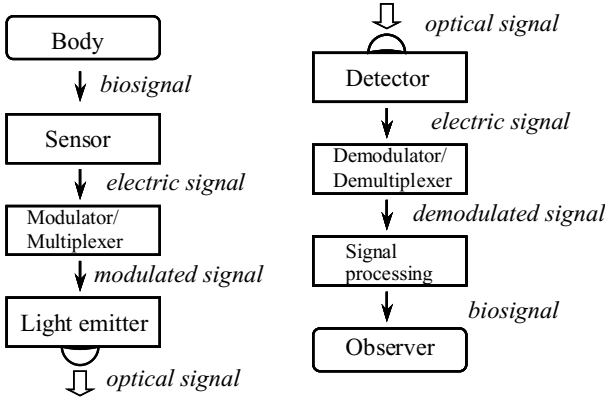 Body
biosignal
Sensor
electric signal
Modulator/
Multiplexer
modulated signal
Light emitter
optical signal
optical signal
Detector
electric signal
Demodulator/
Demultiplexer
demodulated signal
Signal
processing
biosignal
Observer